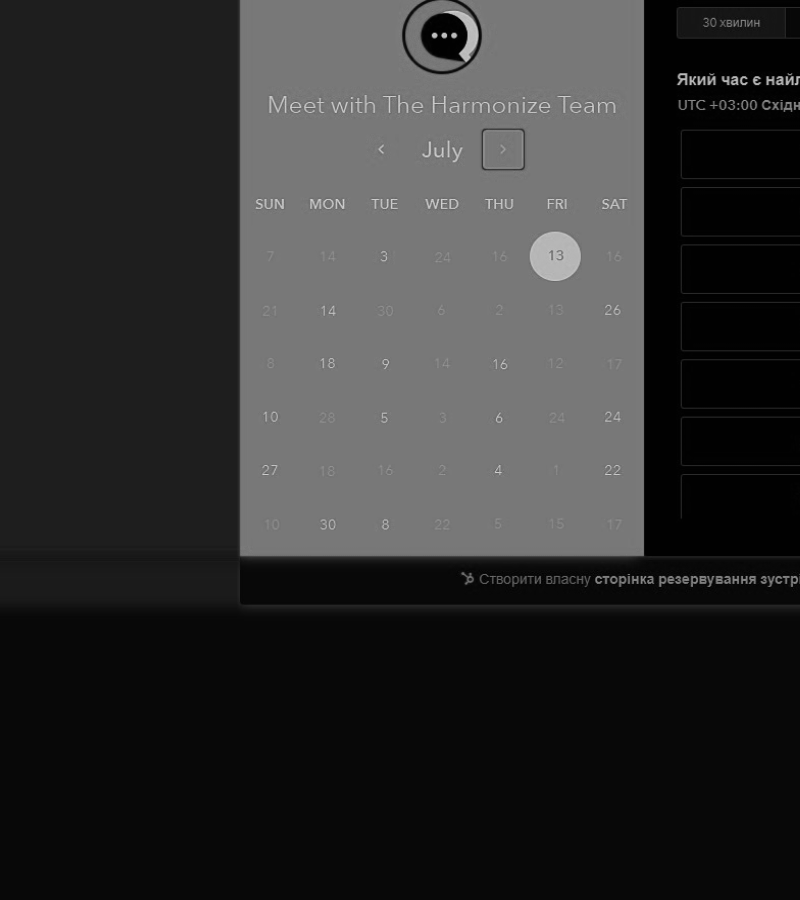 30 хвилин
Meet with The Harmonize Team
July
Який час є най
UTC +03:00 Східн
SUN MON TUE WED THU FRI SAT
7 14 3 24 16 13 16
21 14 30 6 2 13 26
8 18 9 14 16 12 17
10 28 5 3 6 24 24
27 18 16 2 4 1 22
10 30 8 22 5 15 17
Створити власну сторінка резервування зустрі